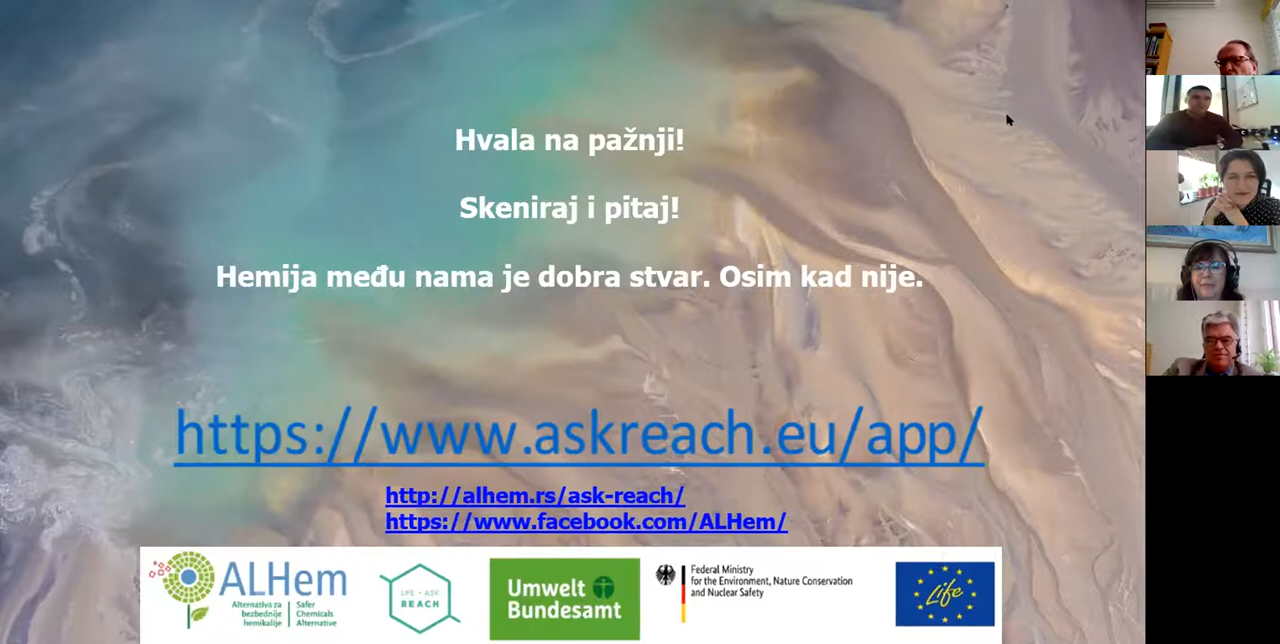 Hvala na pažnji!
Skeniraj i pitaj!
Hemija među nama je dobra stvar. Osim kad nije.
https://www.askreach.eu/app/
http://alhem.rs/ask-reach/
https://www.facebook.com/ALHem/
ALHem
Alternativa za
bezbednije
hemikalije
Safer
Chemicals
Alternative
LIFE • ASK
REACH
Umwelt
Bundesamt
Federal Ministry
for the Environment, Nature Conservation
and Nuclear Safety
Life